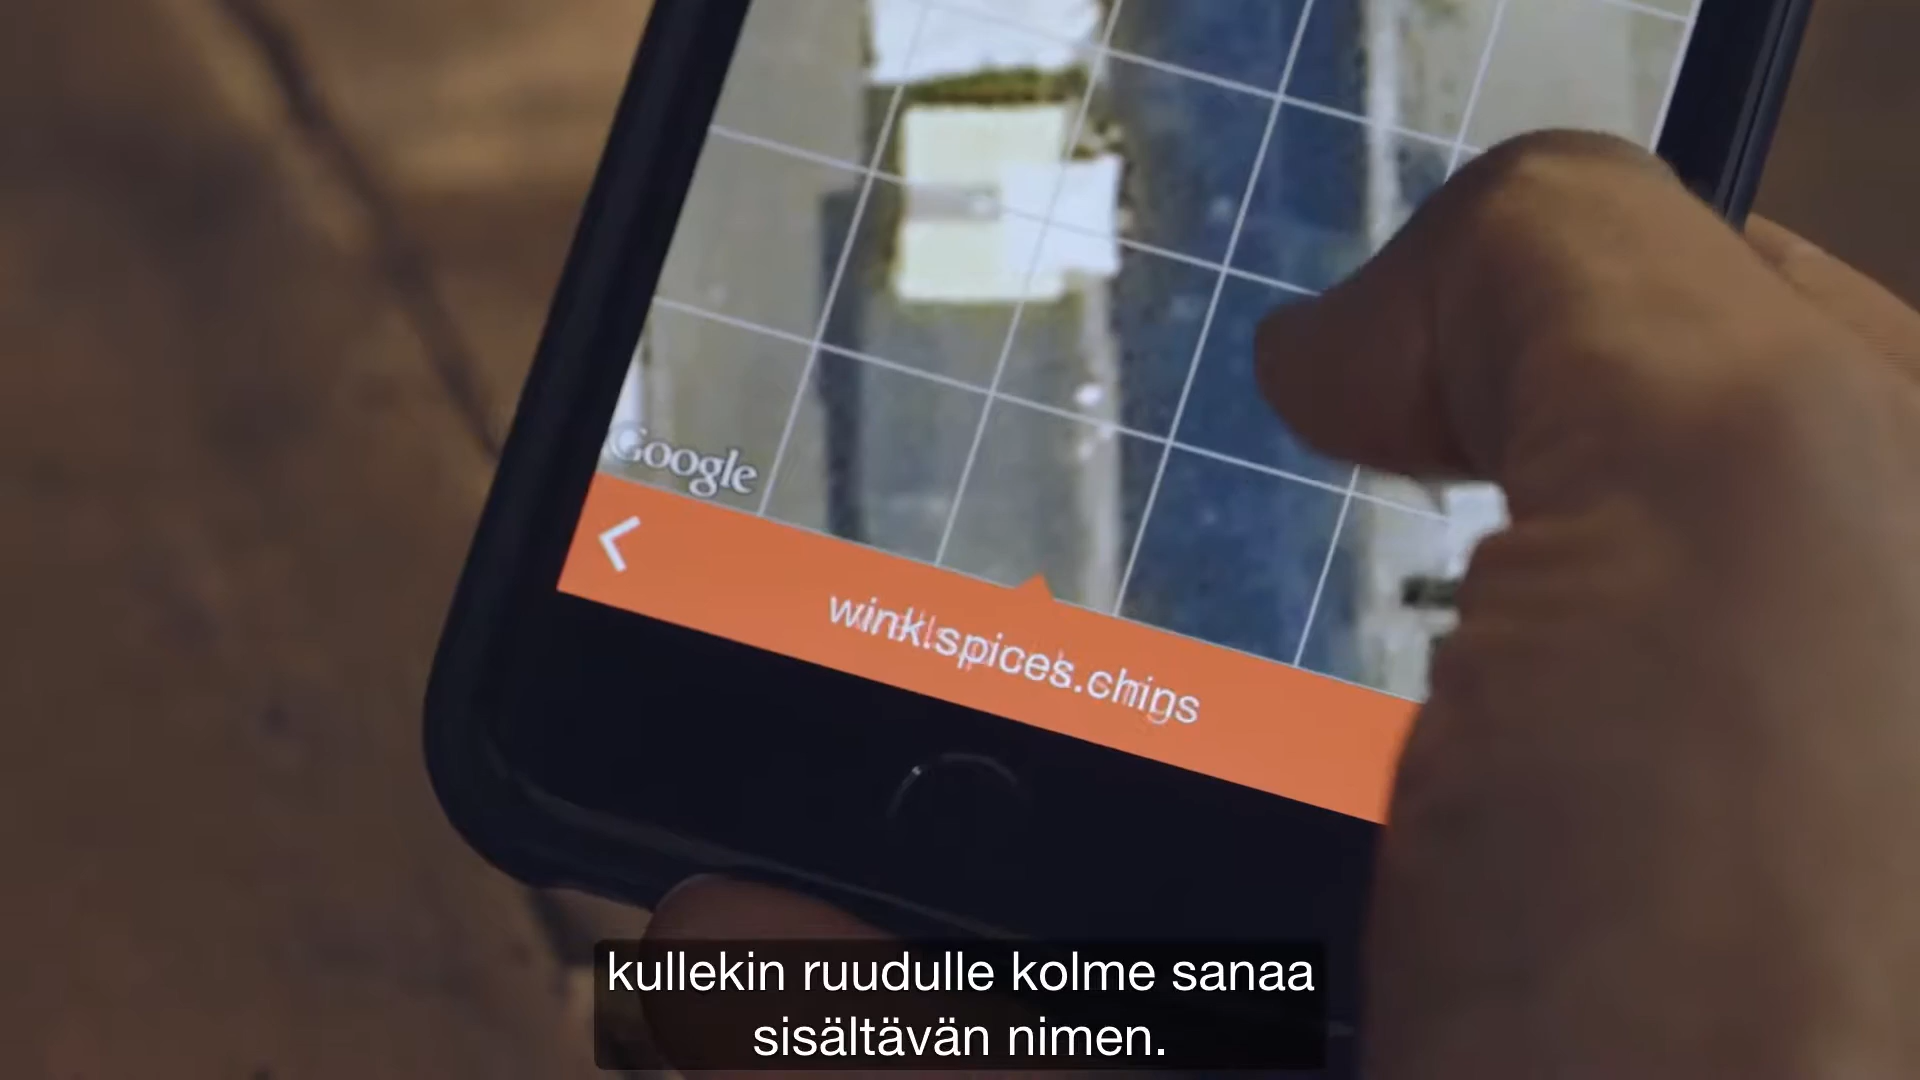 Google
wink.spices.chips
kullekin ruudulle kolme sanaa
sisältävän nimen.